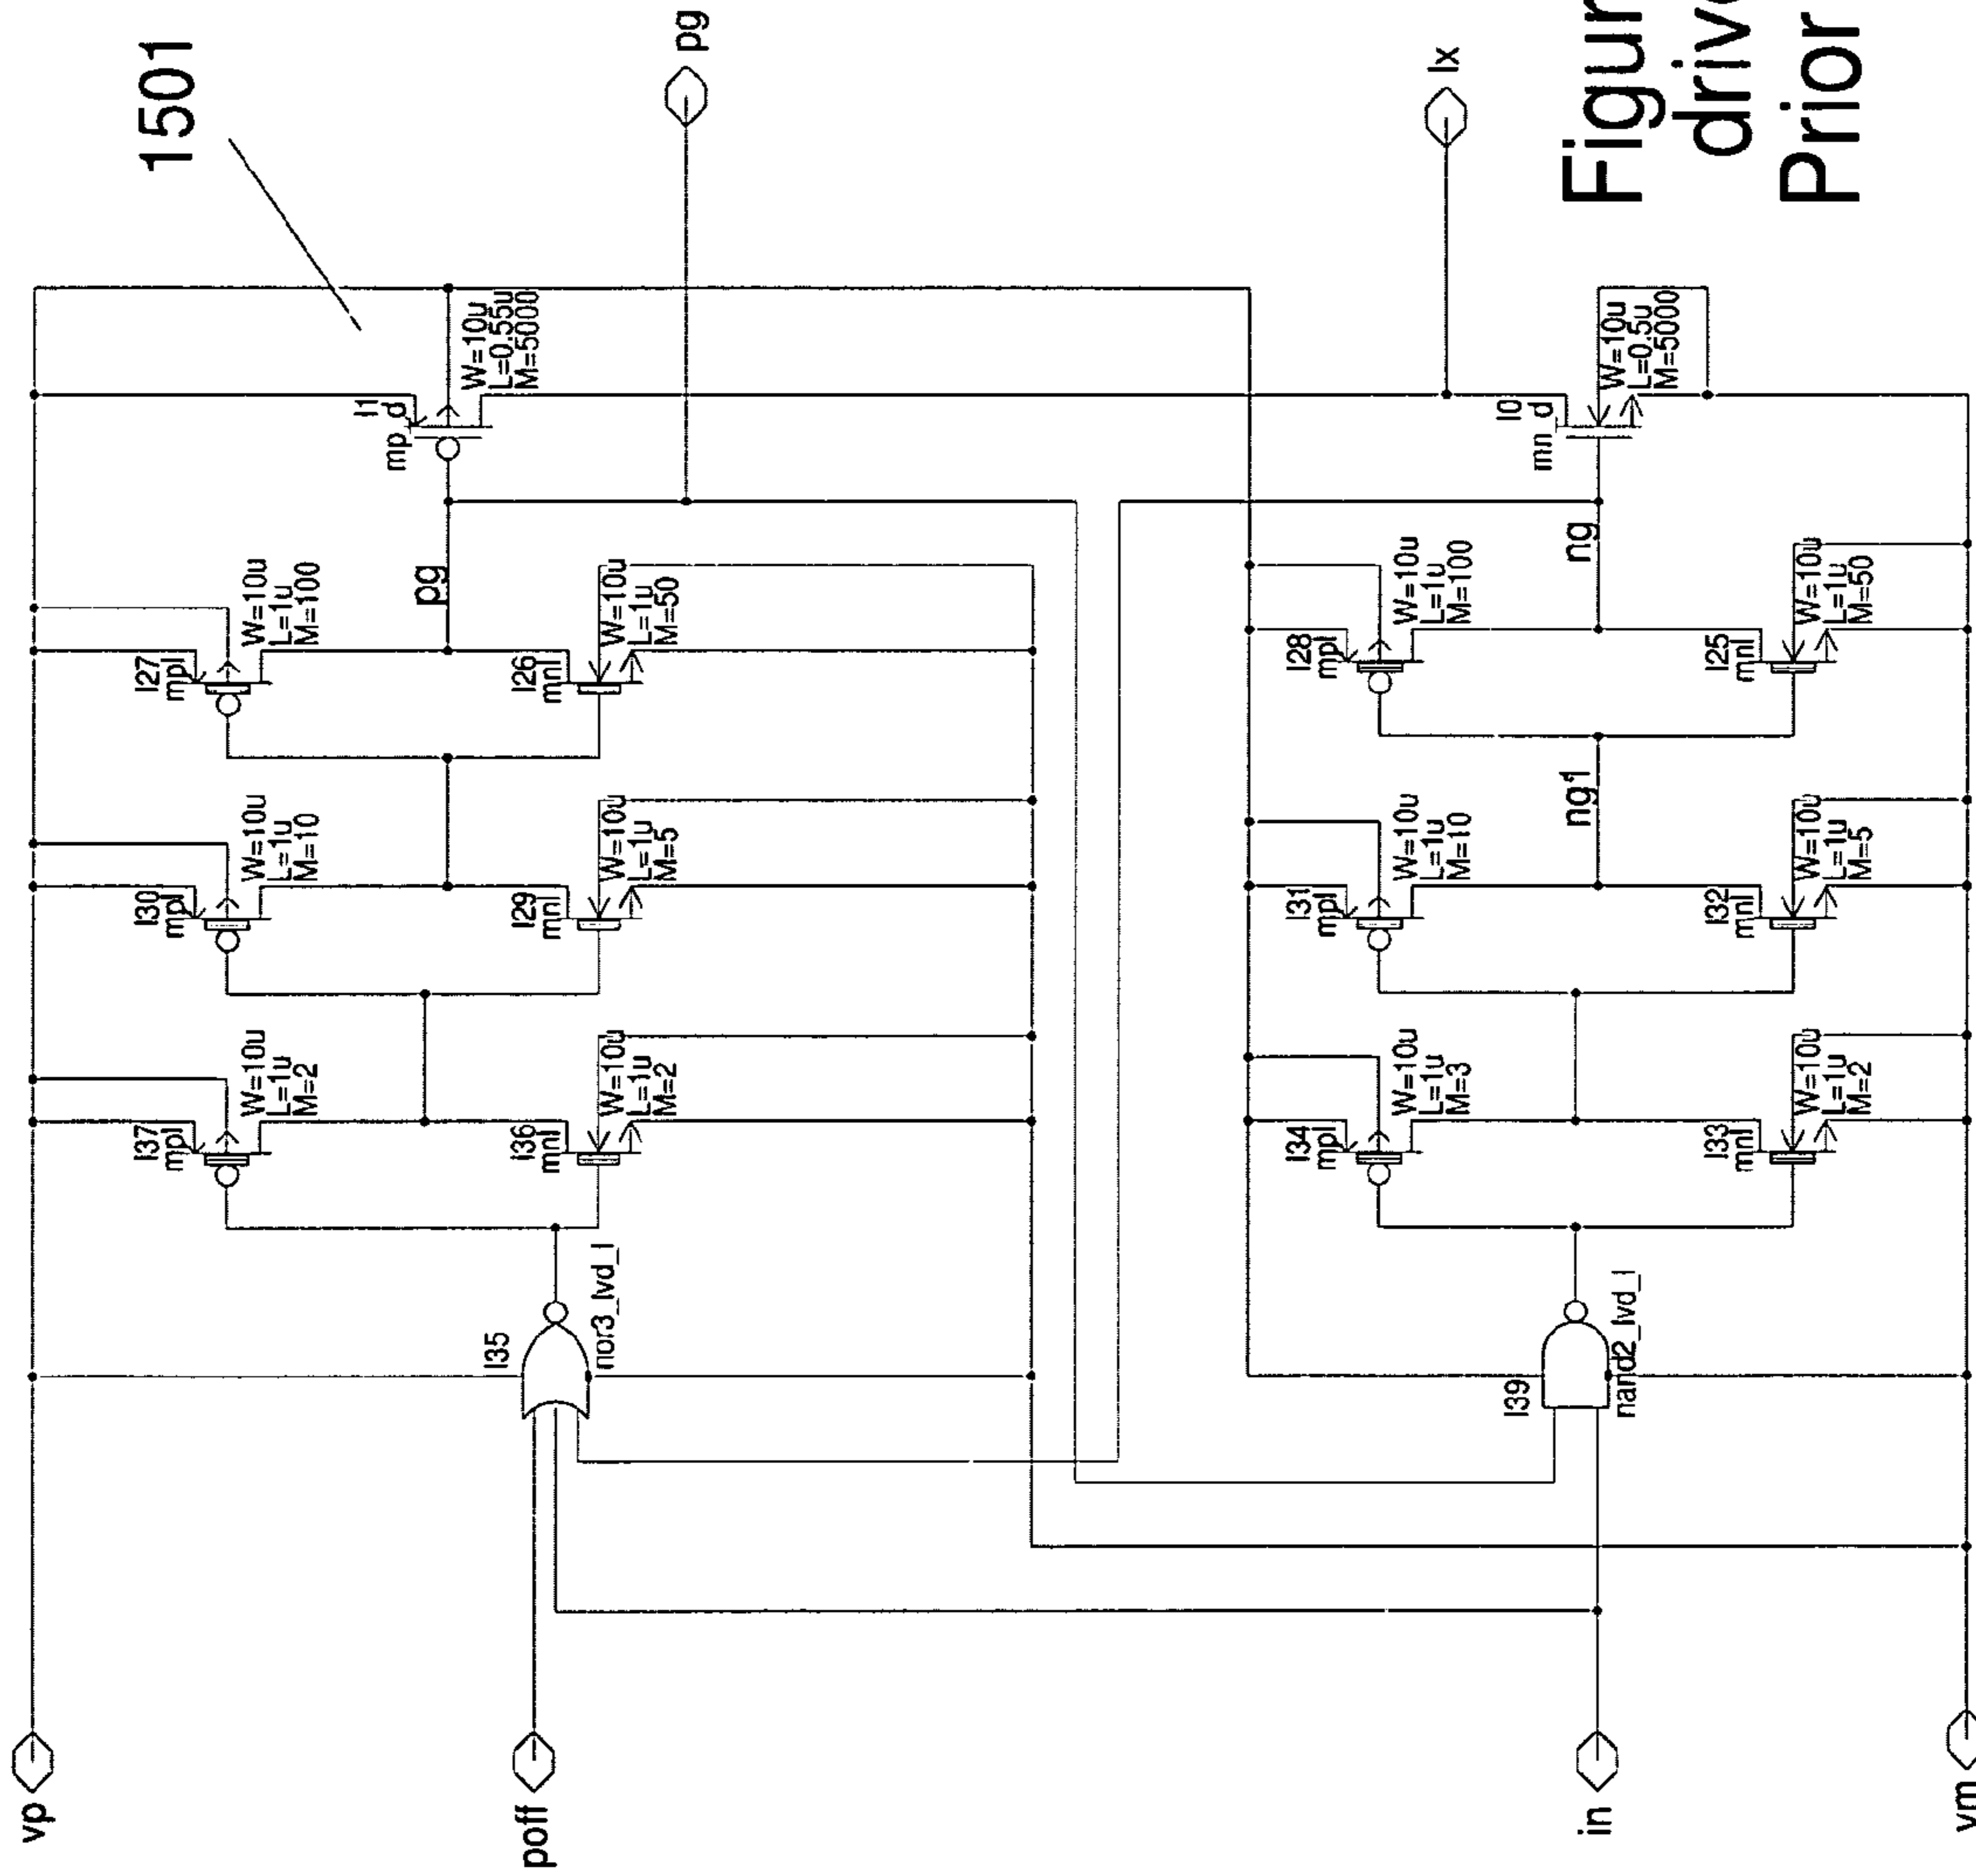 1501
pg
lx
vp
poff
in
vm
I37
mpl
W=10u
L=1u
M=2
I30
mpl
W=10u
L=1u
M=10
I27
mpl
W=10u
L=1u
M=100
I1
mp_d
W=10u
L=0.55u
M=5000
pg
I35
nor3_lvd_l
I36
mnl
W=10u
L=1u
M=2
I29
mnl
W=10u
L=1u
M=5
I26
mnl
W=10u
L=1u
M=50
I34
mpl
W=10u
L=1u
M=3
I31
mpl
W=10u
L=1u
M=10
I28
mpl
W=10u
L=1u
M=100
I39
nand2_lvd_l
ng1
ng
I0
mn_d
W=10u
L=0.5u
M=5000
I33
mnl
W=10u
L=1u
M=2
I32
mnl
W=10u
L=1u
M=5
I25
mnl
W=10u
L=1u
M=50
Figur
driv
Prior